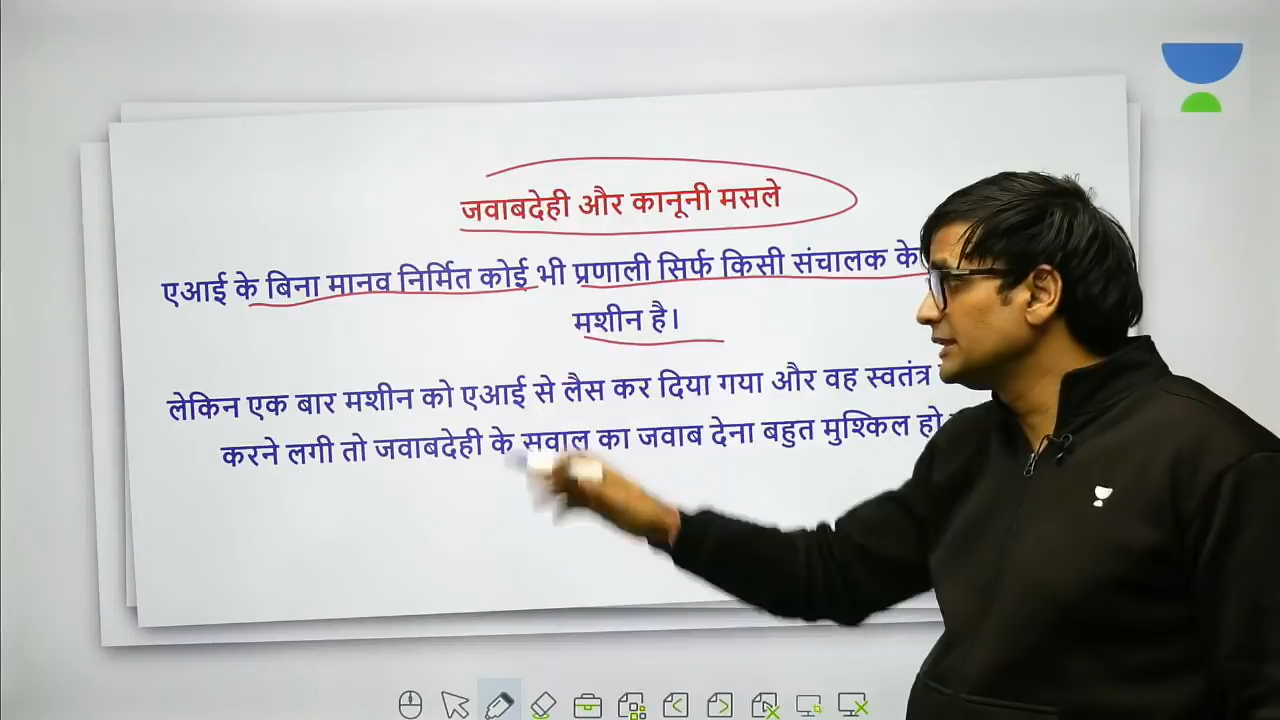 जवाबदेही और कानूनी मसले
एआई के बिना मानव निर्मित कोई भी प्रणाली सिर्फ किसी संचालक के
मशीन है।
लेकिन एक बार मशीन को एआई से लैस कर दिया गया और वह स्वतंत्र
करने लगी तो जवाबदेही के सवाल का जवाब देना बहुत मुश्किल हो